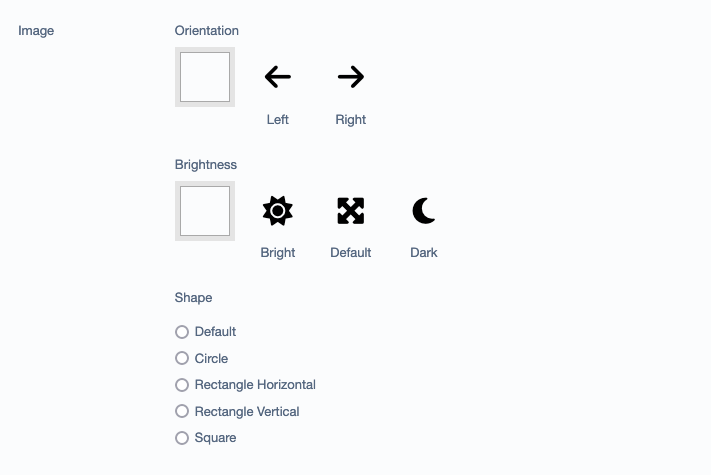 Image
Orientation
Left
Right
Brightness
Bright
Default
Dark
Shape
Default
Circle
Rectangle Horizontal
Rectangle Vertical
Square